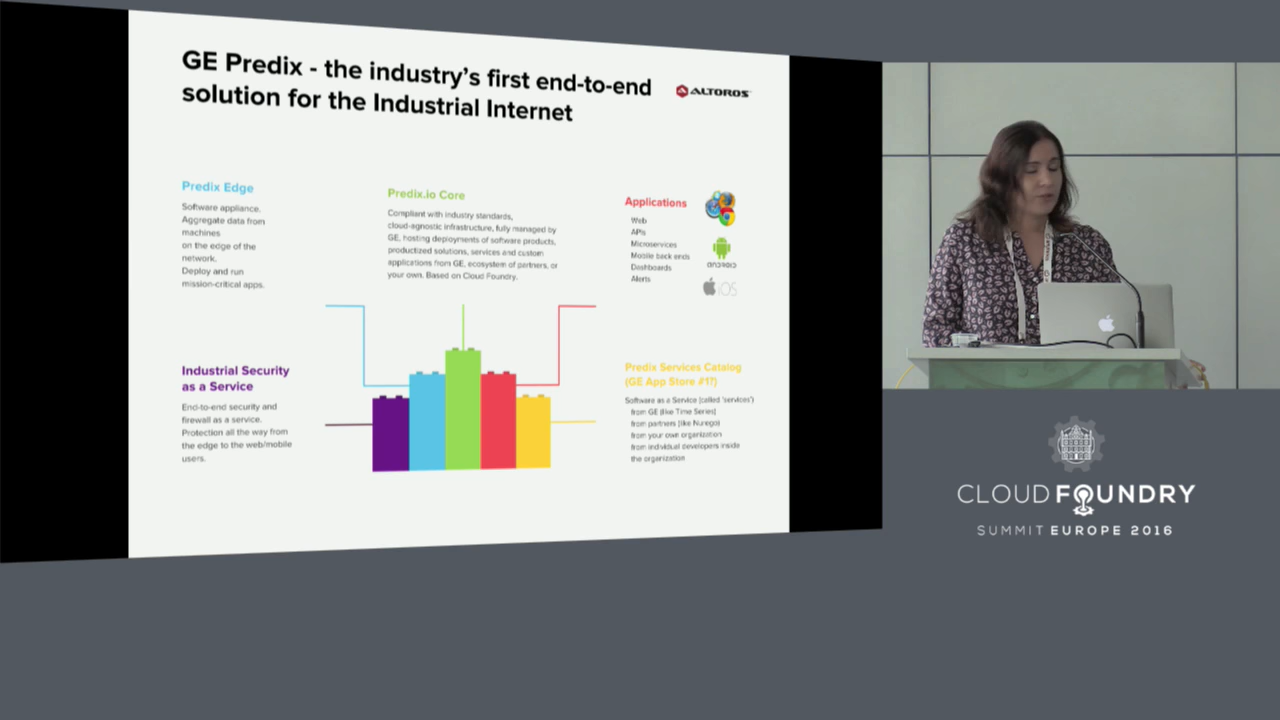 GE Predix - the industry's first end-to-end
solution for the Industrial Internet
ALTOROS
Predix Edge
Software appliance.
Aggregate data from
machines
on the edge of the
network.
Deploy and run
mission-critical apps.
Predix.io Core
Compliant with industry standards,
cloud-agnostic infrastructure, fully managed by
GE, hosting deployments of software products,
productized solutions, services and custom
applications from GE, ecosystem of partners, or
your own. Based on Cloud Foundry.
Applications
Web
APIs
Microservices
Mobile back ends
Dashboards
Alerts
ANDROID
iOS
Industrial Security
as a Service
End-to-end security and
firewall as a service.
Protection all the way from
the edge to the web/mobile
users.
Predix Services Catalog
(GE App Store #1?)
Software as a Service (called 'services')
from GE (like Time Series)
from partners (like Nurego)
from your own organization
from individual developers inside
the organization
CLOUD FOUNDRY
SUMMIT EUROPE 2016